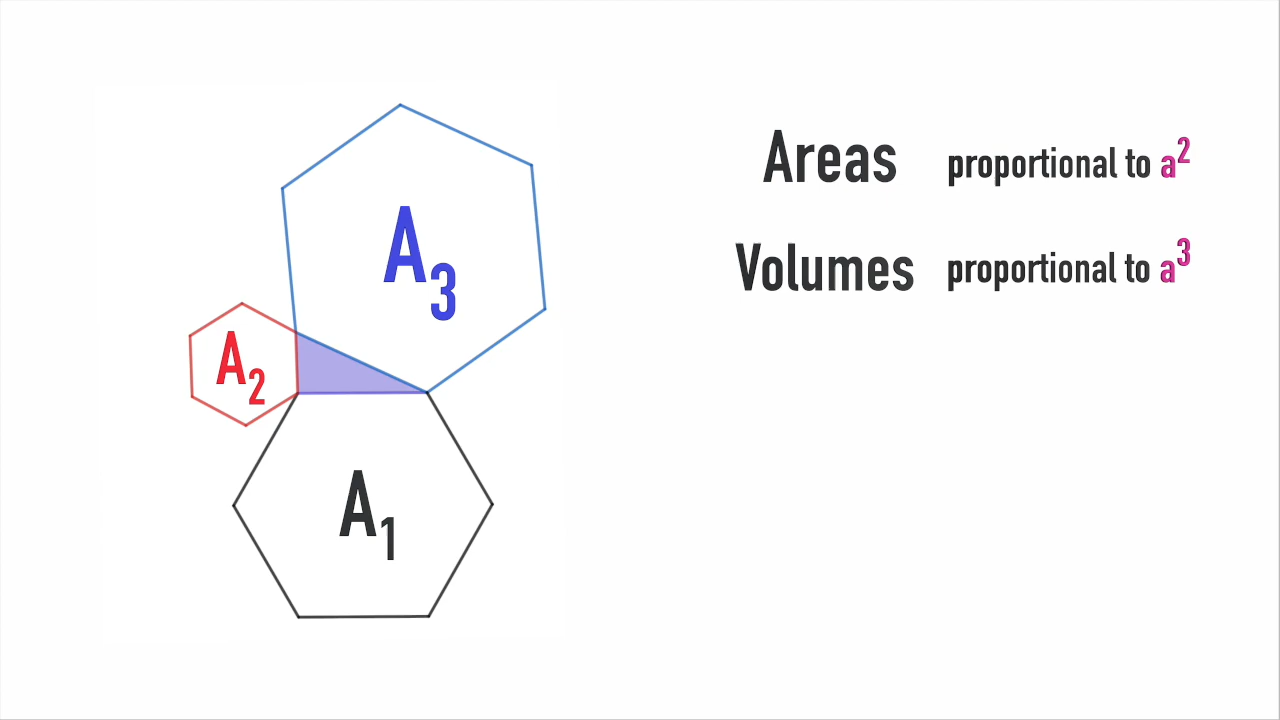 A₃
A₂
A₁
Areas proportional to a²
Volumes proportional to a³